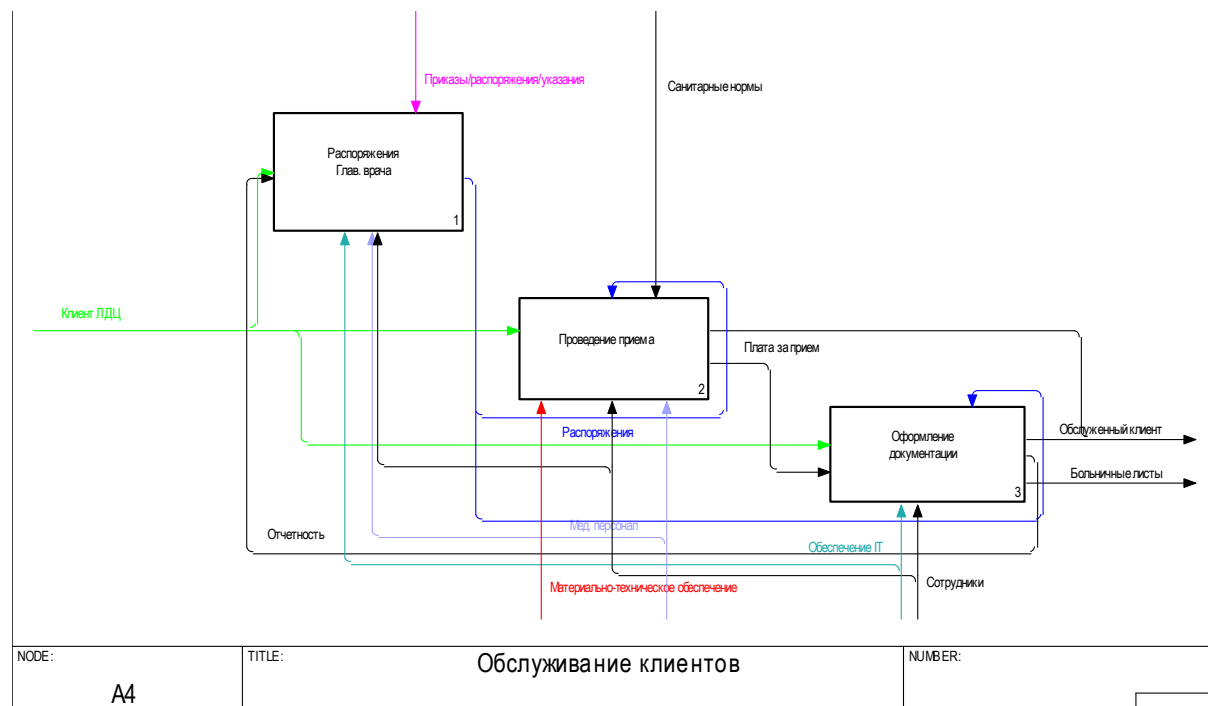 Приказы/распоряжения/указания
Санитарные нормы
Распоряжения
Глав. врача
1
Клиент ЛДЦ
Проведение приема
2
Плата за прием
Распоряжения
Оформление
документации
3
Обслуженный клиент
Больничные листы
Отчетность
Мед. персонал
Обеспечение IT
Материально-техническое обеспечение
Сотрудники
NODE:
TITLE:
Обслуживание клиентов
NUMBER:
A4